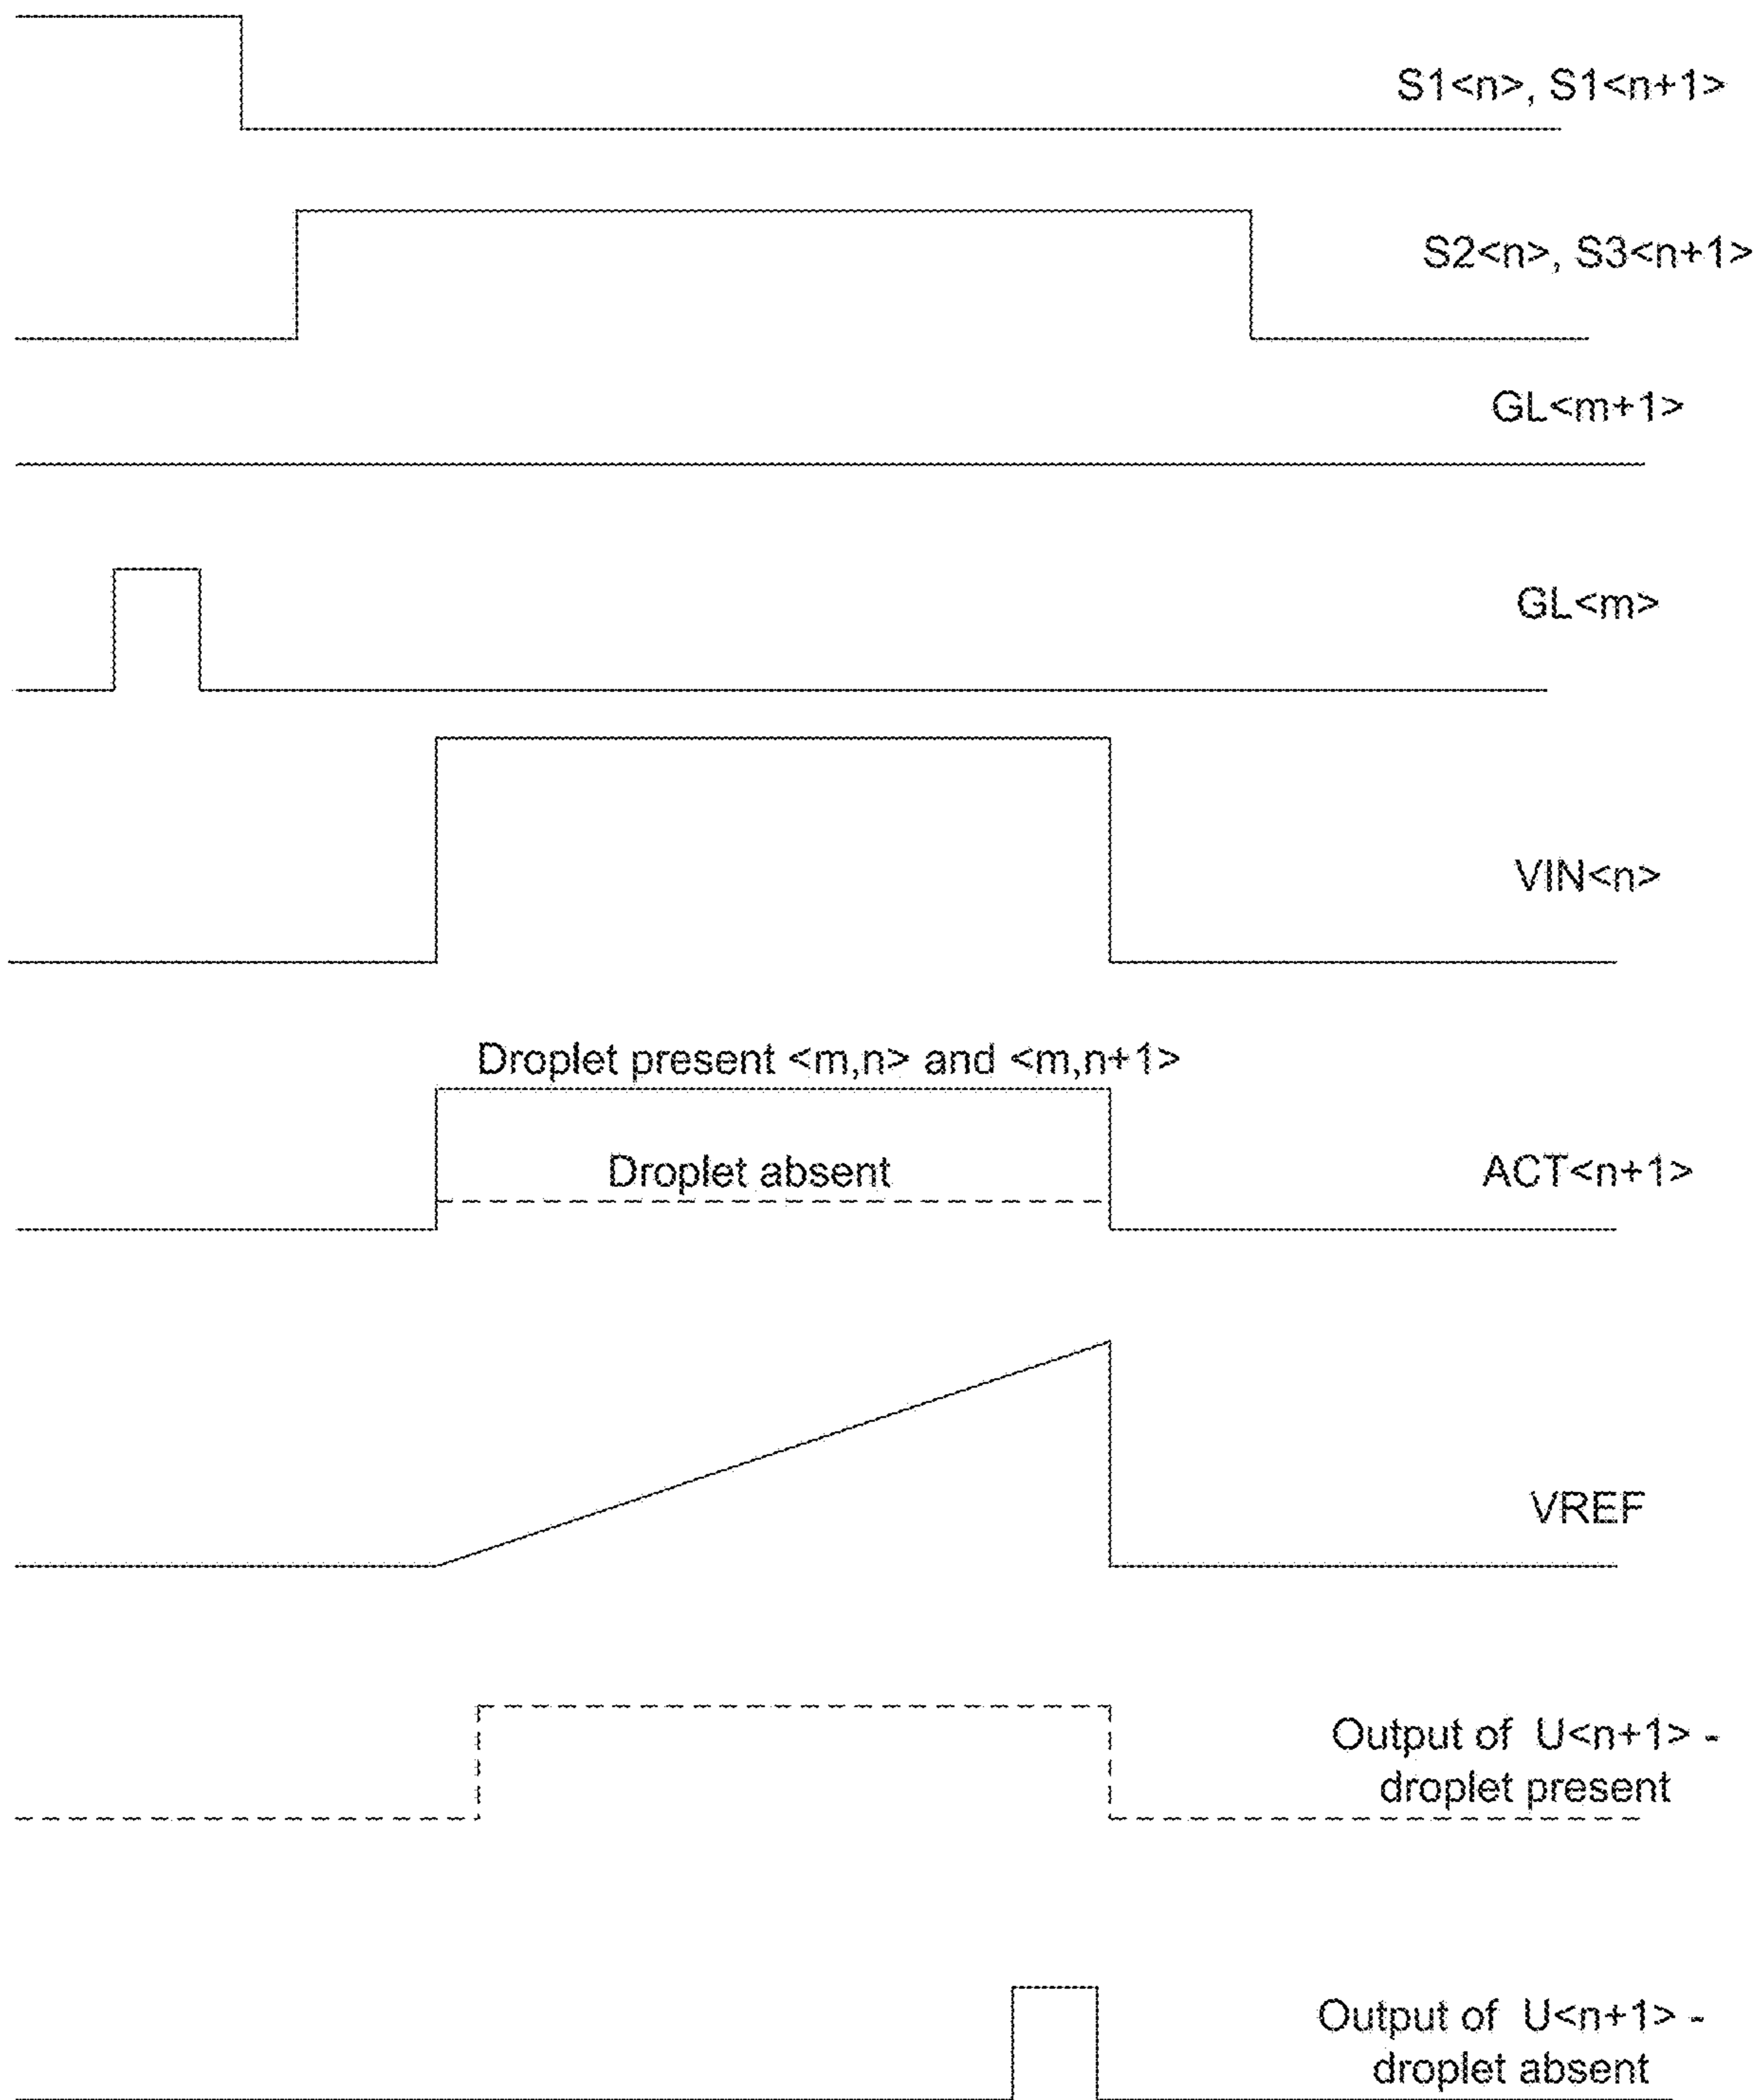 S1<n>, S1<n+1>
S2<n>, S3<n+1>
GL<m+1>
GL<m>
VIN<n>
Droplet present <m,n> and <m,n+1>
Droplet absent
ACT<n+1>
VREF
Output of U<n+1> -
droplet present
Output of U<n+1> -
droplet absent